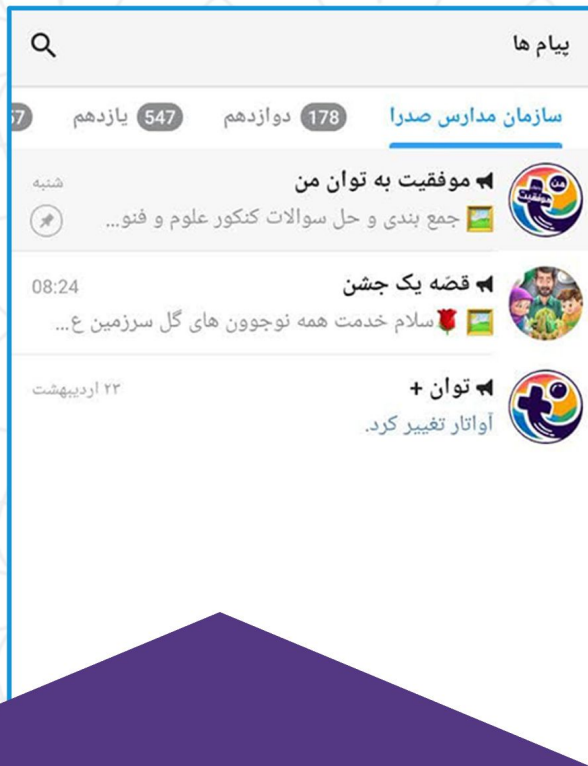 پیام ها
سازمان مدارس صدرا 178 دوازدهم 547 یازدهم
موفقیت به توان من
شنبه
جمع بندی و حل سوالات کنکور علوم و فنو...
قصّه یک جشن
08:24
سلام خدمت همه نوجوون های گل سرزمین ع...
توان +
۲۳ اردیبهشت
آواتار تغییر کرد.